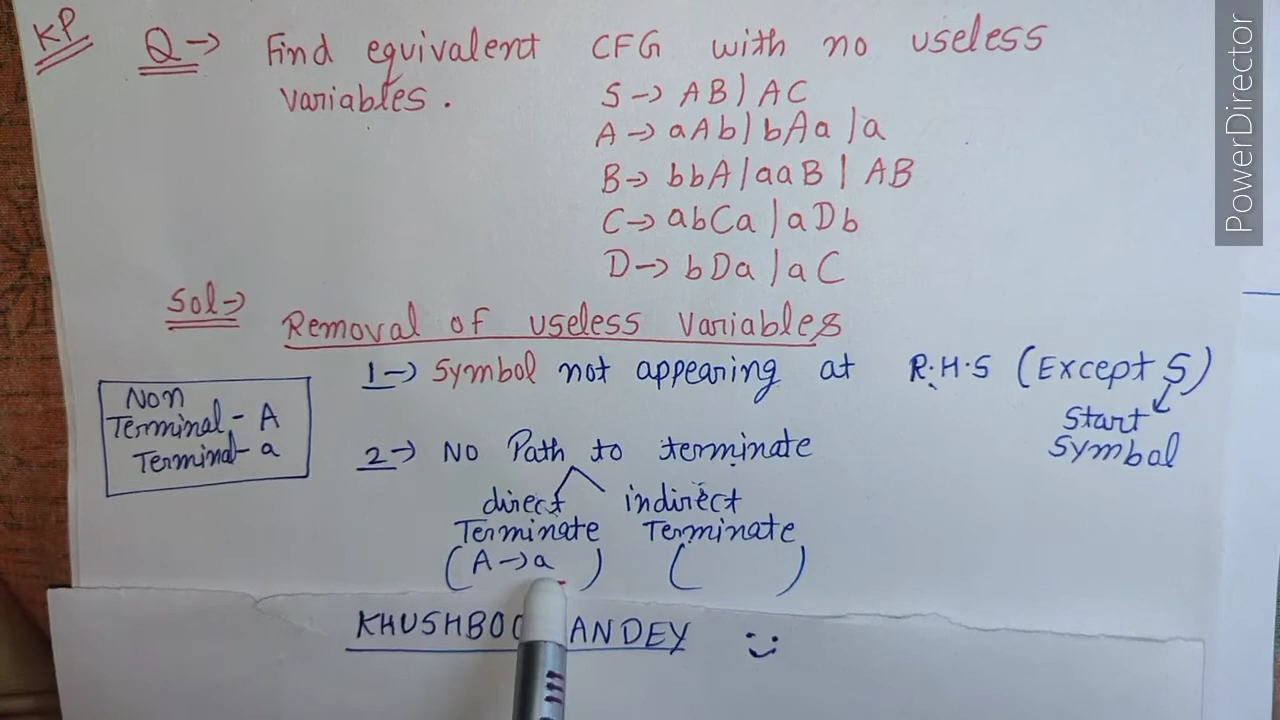 KP
Q→ Find equivalent CFG with no useless
variables.
S→ AB|AC
A→ aAb|bAa|a
B→ bbA|aaB|AB
C→ abCa|aDb
D→ bDa|aC
Sol→
Removal of useless variables
1→ Symbol not appearing at R.H.S (Except S)
Start
Symbol
Non
Terminal - A
Terminal - a
2→ No Path to terminate
direct indirect
Terminate Terminate
(A→a) ( )
KHUSHBOO ANDEY
PowerDirector